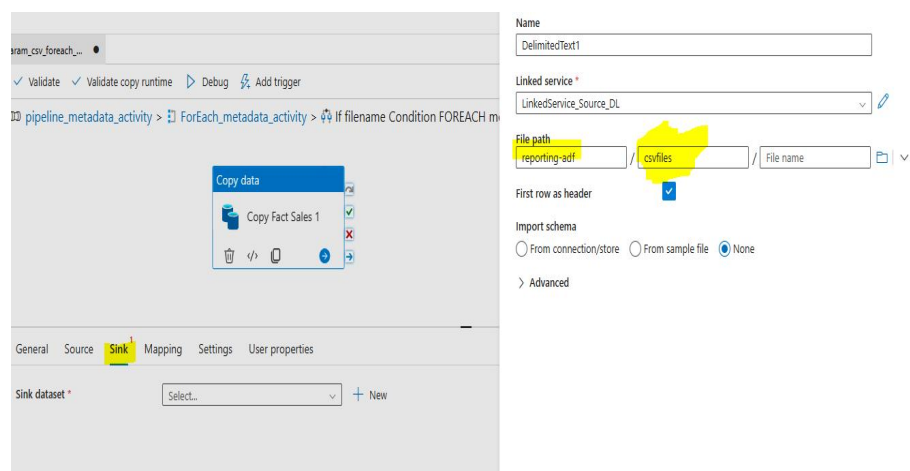 aram_csv_foreach_... ●
Validate Validate copy runtime Debug Add trigger
pipeline_metadata_activity > ForEach_metadata_activity > If filename Condition FOREACH m
Copy data
Copy Fact Sales 1
General Source Sink 1 Mapping Settings User properties
Sink dataset * Select... + New
Name
DelimitedText1
Linked service *
LinkedService_Source_DL
File path
reporting-adf / csvfiles / File name
First row as header
Import schema
From connection/store From sample file None
> Advanced